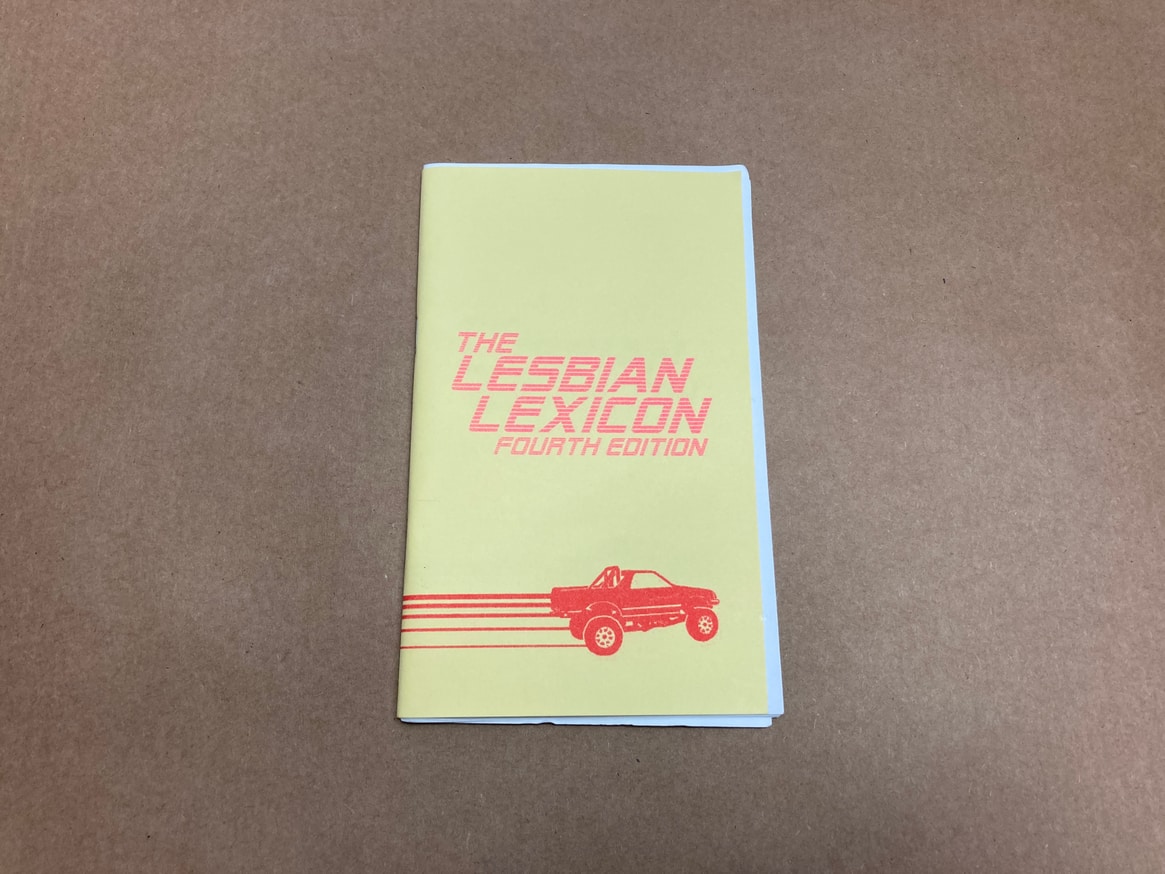 THE
LESBIAN
LEXICON
FOURTH EDITION